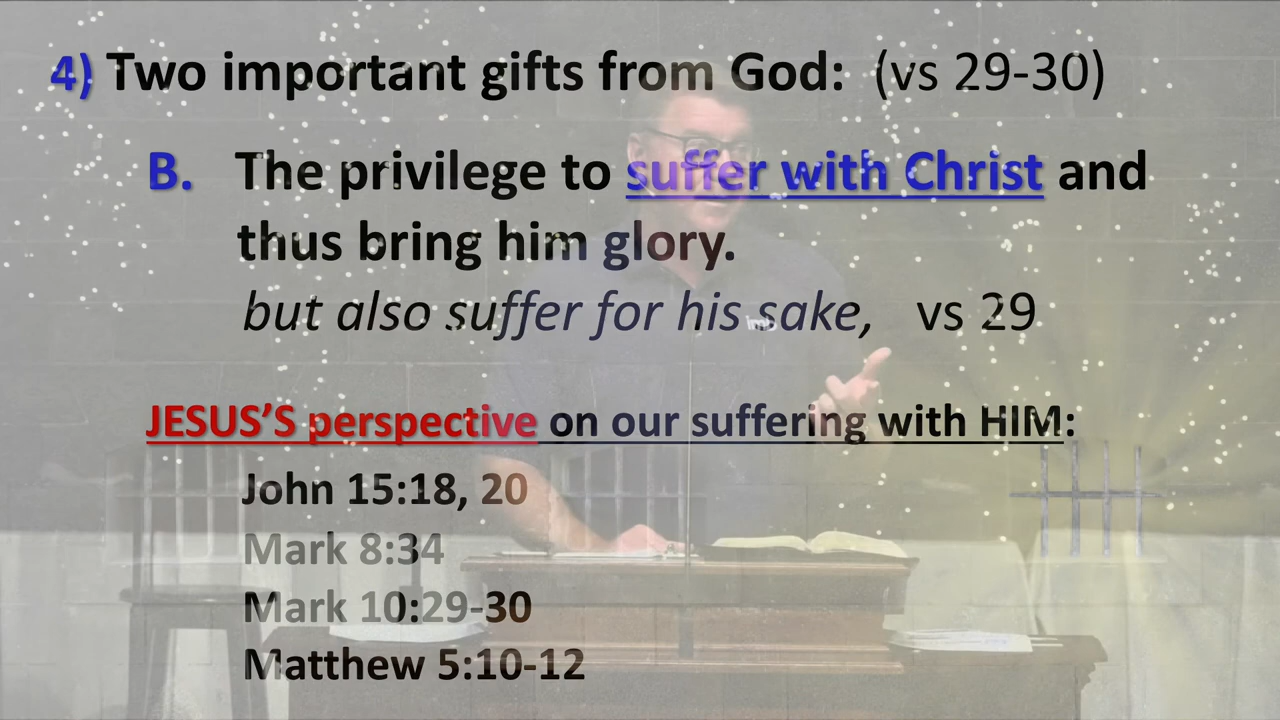 4) Two important gifts from God: (vs 29-30)
B. The privilege to suffer with Christ and
thus bring him glory.
but also suffer for his sake, vs 29
JESUS’S perspective on our suffering with HIM:
John 15:18, 20
Mark 8:34
Mark 10:29-30
Matthew 5:10-12